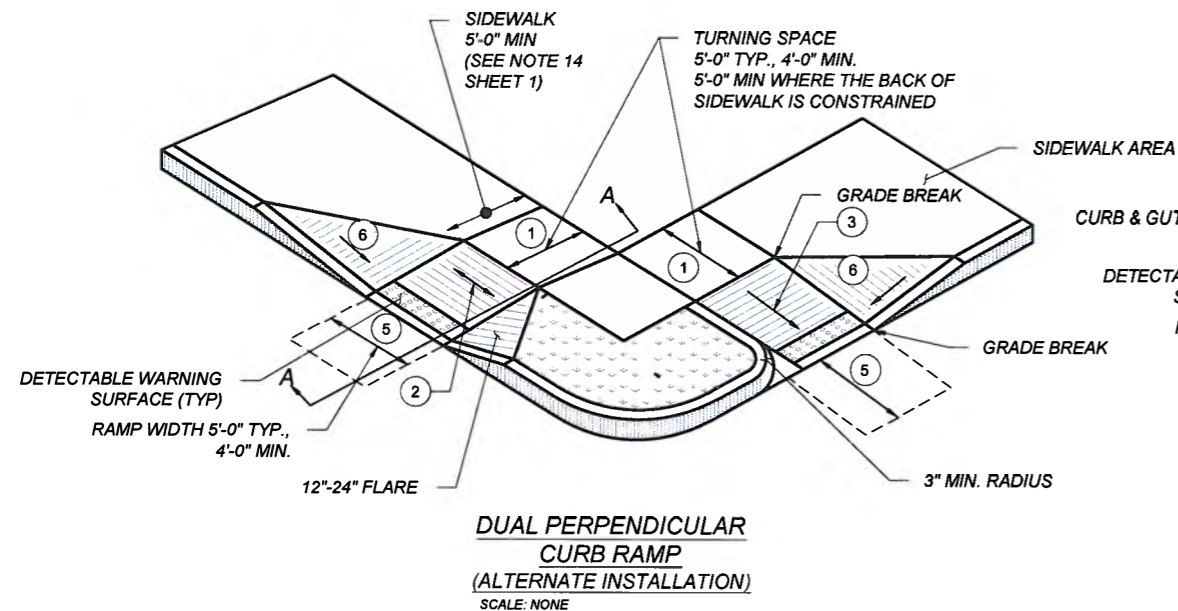 SIDEWALK
5'-0" MIN
(SEE NOTE 14
SHEET 1)
TURNING SPACE
5'-0" TYP., 4'-0" MIN.
5'-0" MIN WHERE THE BACK OF
SIDEWALK IS CONSTRAINED
SIDEWALK AREA
A
GRADE BREAK
3
CURB & GUT
6
1
1
6
DETECTA
S
5
GRADE BREAK
5
DETECTABLE WARNING
SURFACE (TYP)
A
2
RAMP WIDTH 5'-0" TYP.,
4'-0" MIN.
12"-24" FLARE
3" MIN. RADIUS
DUAL PERPENDICULAR
CURB RAMP
(ALTERNATE INSTALLATION)
SCALE: NONE